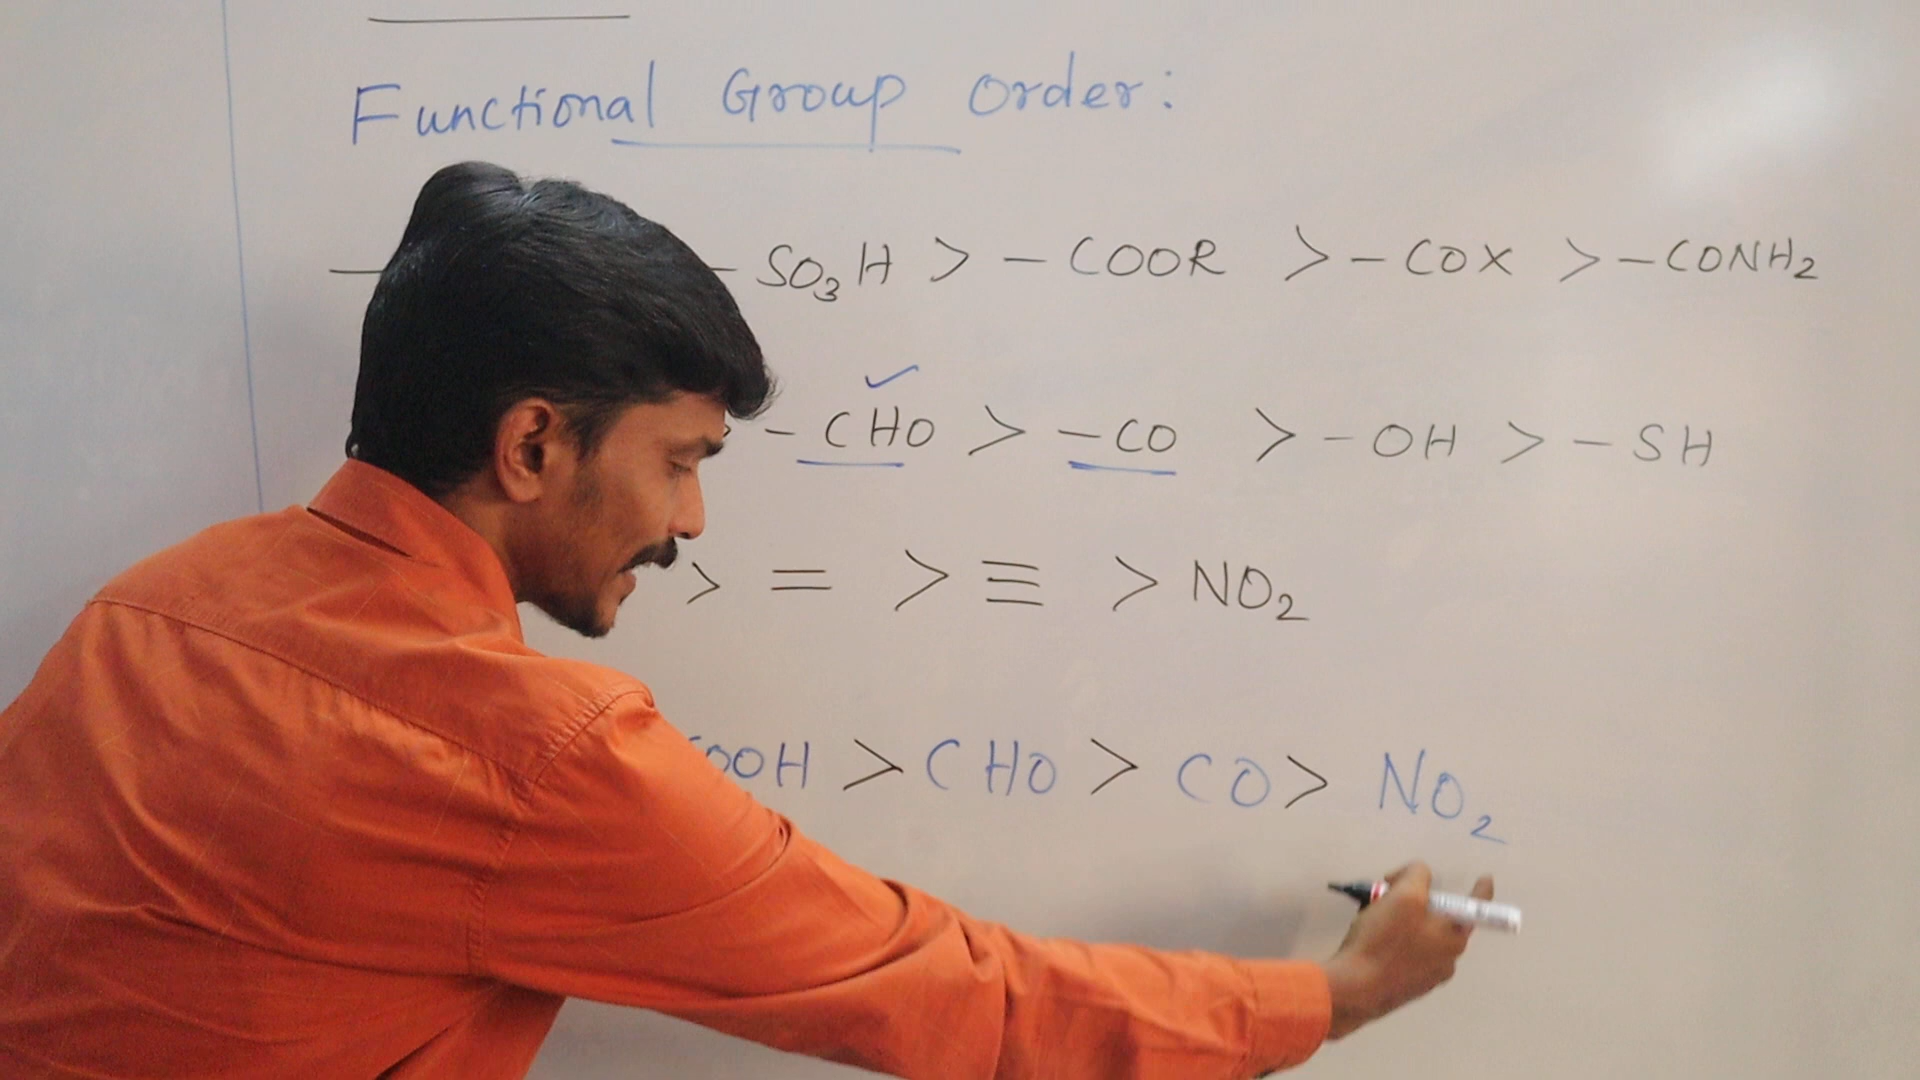 Functional Group Order:
- SO₃H > - COOR > - COX > - CONH₂
> - CHO > - CO > - OH > - SH
> = > ≡ > NO₂
OOH > CHO > CO > NO₂